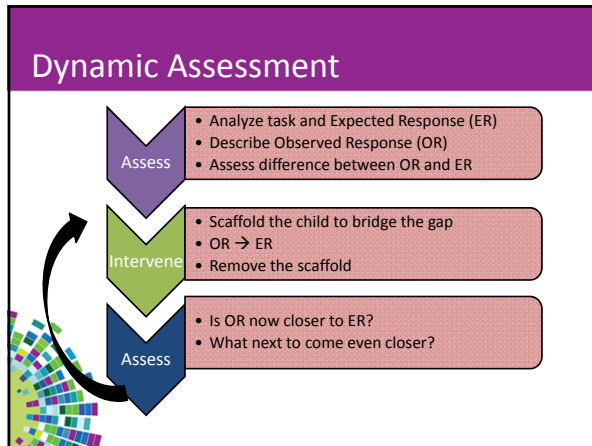 Dynamic Assessment
Assess
• Analyze task and Expected Response (ER)
• Describe Observed Response (OR)
• Assess difference between OR and ER
Intervene
• Scaffold the child to bridge the gap
• OR → ER
• Remove the scaffold
Assess
• Is OR now closer to ER?
• What next to come even closer?